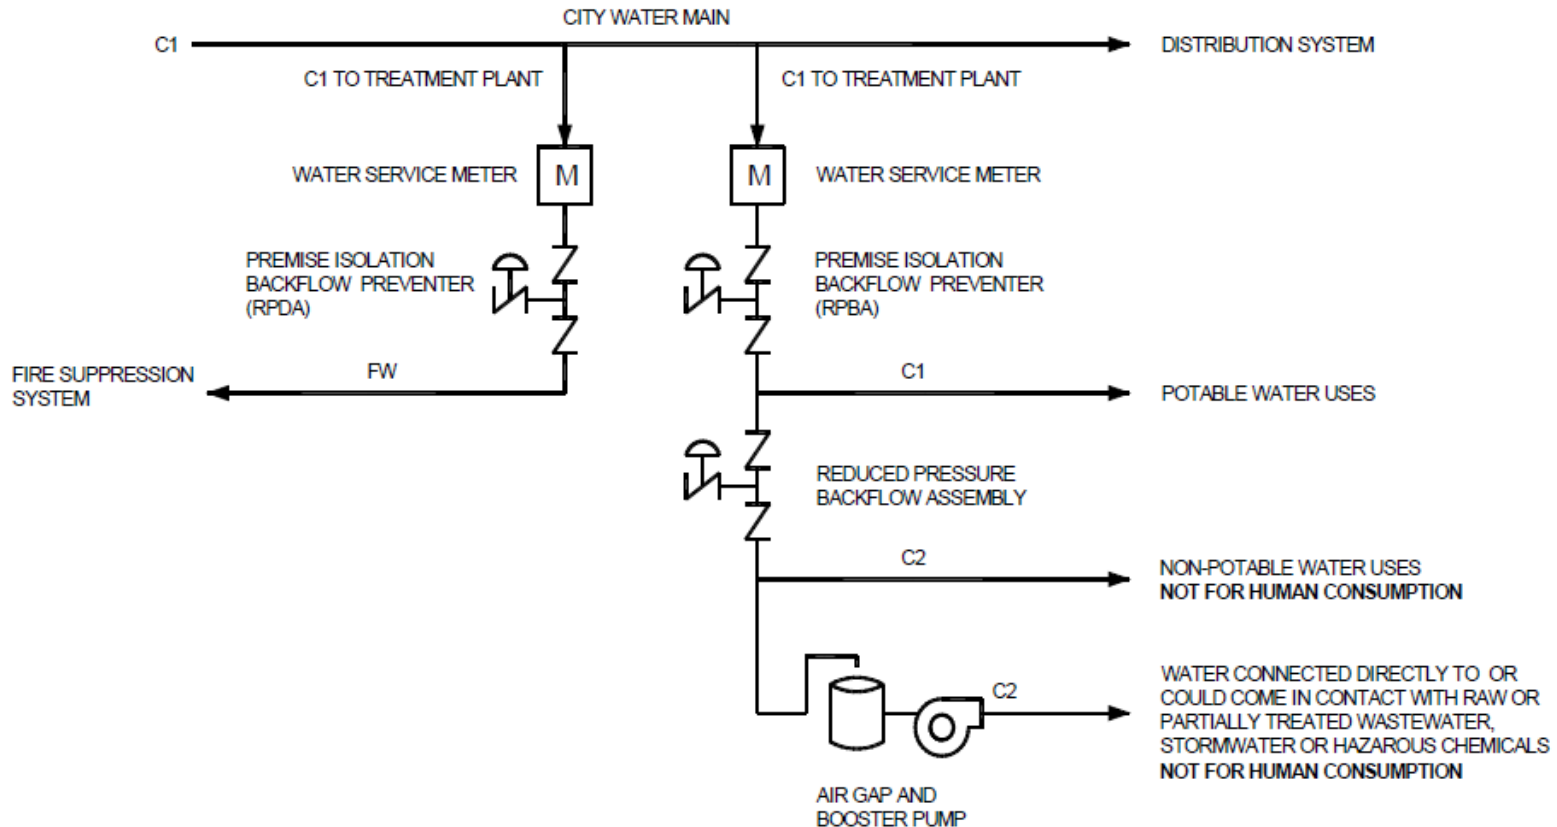 CITY WATER MAIN
C1
DISTRIBUTION SYSTEM
C1 TO TREATMENT PLANT
C1 TO TREATMENT PLANT
WATER SERVICE METER
M
M
WATER SERVICE METER
PREMISE ISOLATION
BACKFLOW PREVENTER
(RPDA)
PREMISE ISOLATION
BACKFLOW PREVENTER
(RPBA)
FIRE SUPPRESSION
SYSTEM
FW
C1
POTABLE WATER USES
REDUCED PRESSURE
BACKFLOW ASSEMBLY
C2
NON-POTABLE WATER USES
NOT FOR HUMAN CONSUMPTION
C2
WATER CONNECTED DIRECTLY TO OR
COULD COME IN CONTACT WITH RAW OR
PARTIALLY TREATED WASTEWATER,
STORMWATER OR HAZAROUS CHEMICALS
NOT FOR HUMAN CONSUMPTION
AIR GAP AND
BOOSTER PUMP